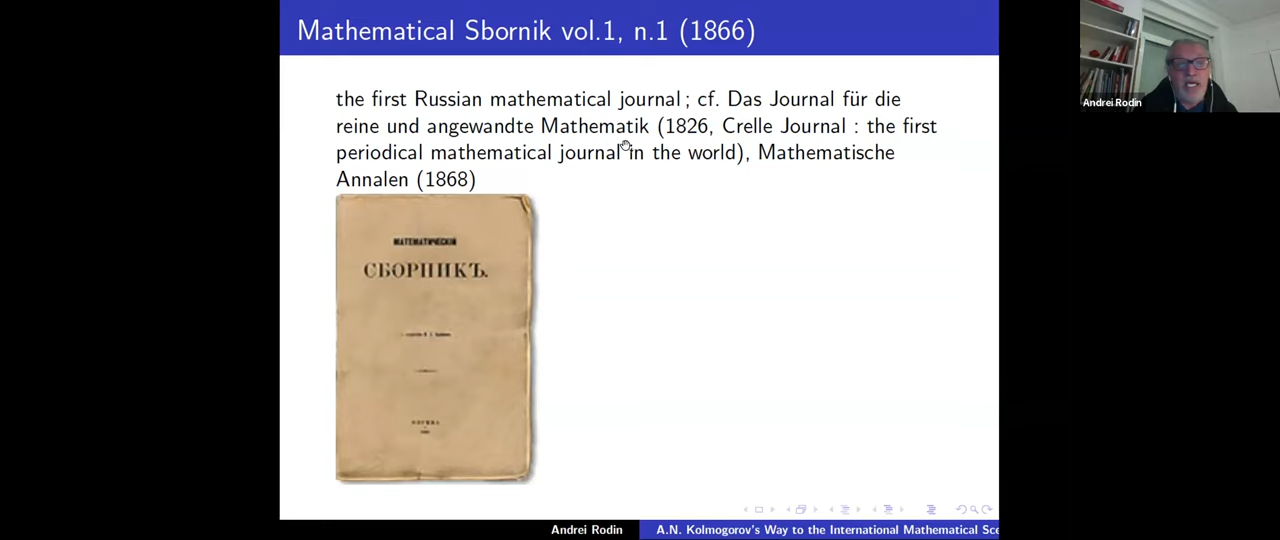 Mathematical Sbornik vol.1, n.1 (1866)
Andrei Rodin
the first Russian mathematical journal ; cf. Das Journal für die
reine und angewandte Mathematik (1826, Crelle Journal : the first
periodical mathematical journal in the world), Mathematische
Annalen (1868)
МАТЕМАТИЧЕСКІЙ
СБОРНИКЪ.
МОСКВА
Andrei Rodin
A.N. Kolmogorov's Way to the International Mathematical Sce